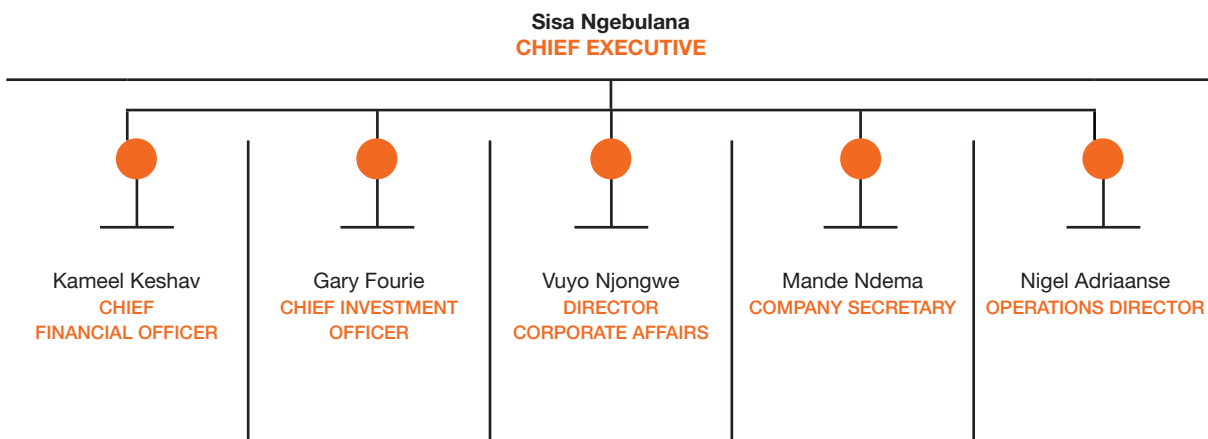 Sisa Ngebulana
CHIEF EXECUTIVE
Kameel Keshav
CHIEF
FINANCIAL OFFICER
Gary Fourie
CHIEF INVESTMENT
OFFICER
Vuyo Njongwe
DIRECTOR
CORPORATE AFFAIRS
Mande Ndema
COMPANY SECRETARY
Nigel Adriaanse
OPERATIONS DIRECTOR